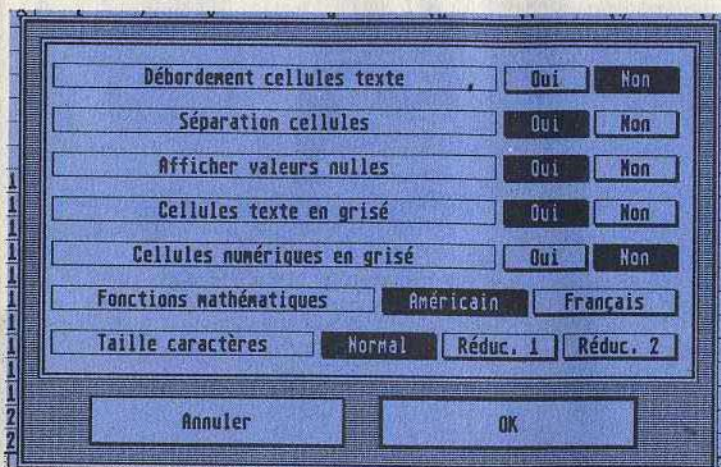 Débordement cellules texte Oui Non
Séparation cellules Oui Non
Afficher valeurs nulles Oui Non
Cellules texte en grisé Oui Non
Cellules numériques en grisé Oui Non
Fonctions mathématiques Américain Français
Taille caractères Normal Réduc. 1 Réduc. 2
Annuler OK